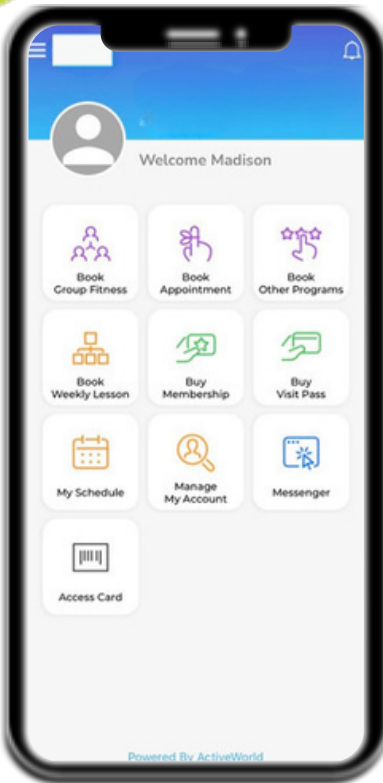 Welcome Madison
Book
Group Fitness
Book
Appointment
Book
Other Programs
Book
Weekly Lesson
Buy
Membership
Buy
Visit Pass
My Schedule
Manage
My Account
Messenger
Access Card
Powered By ActiveWorld